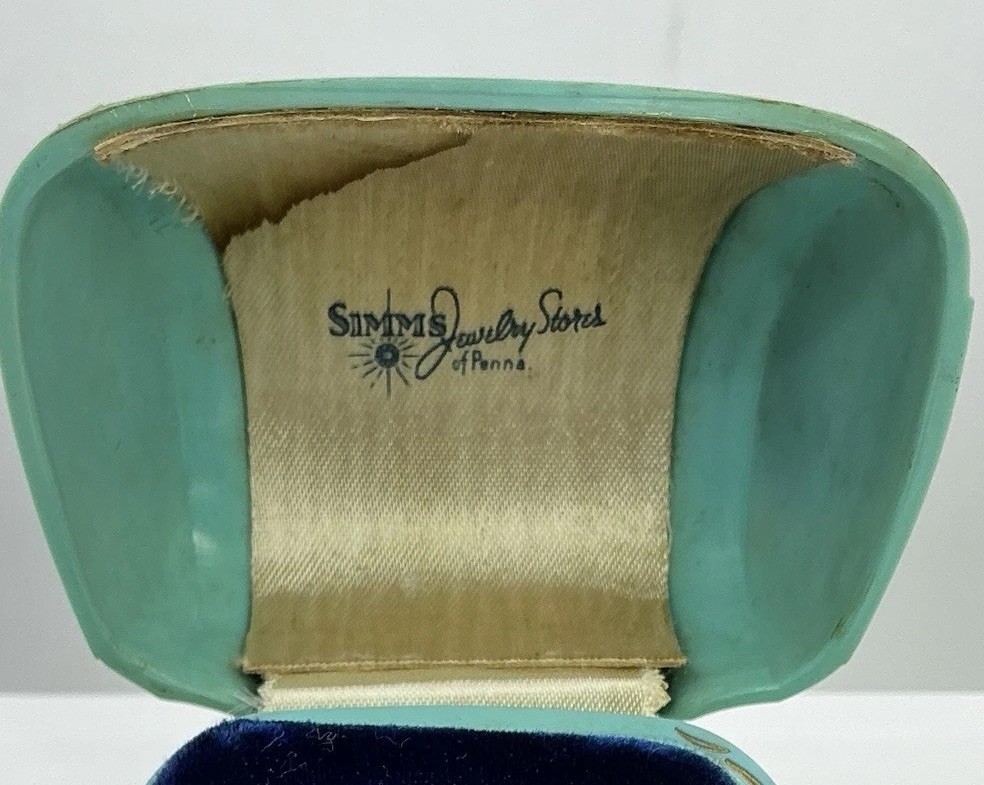 SIMMS Jewelry Stores
of Penna.